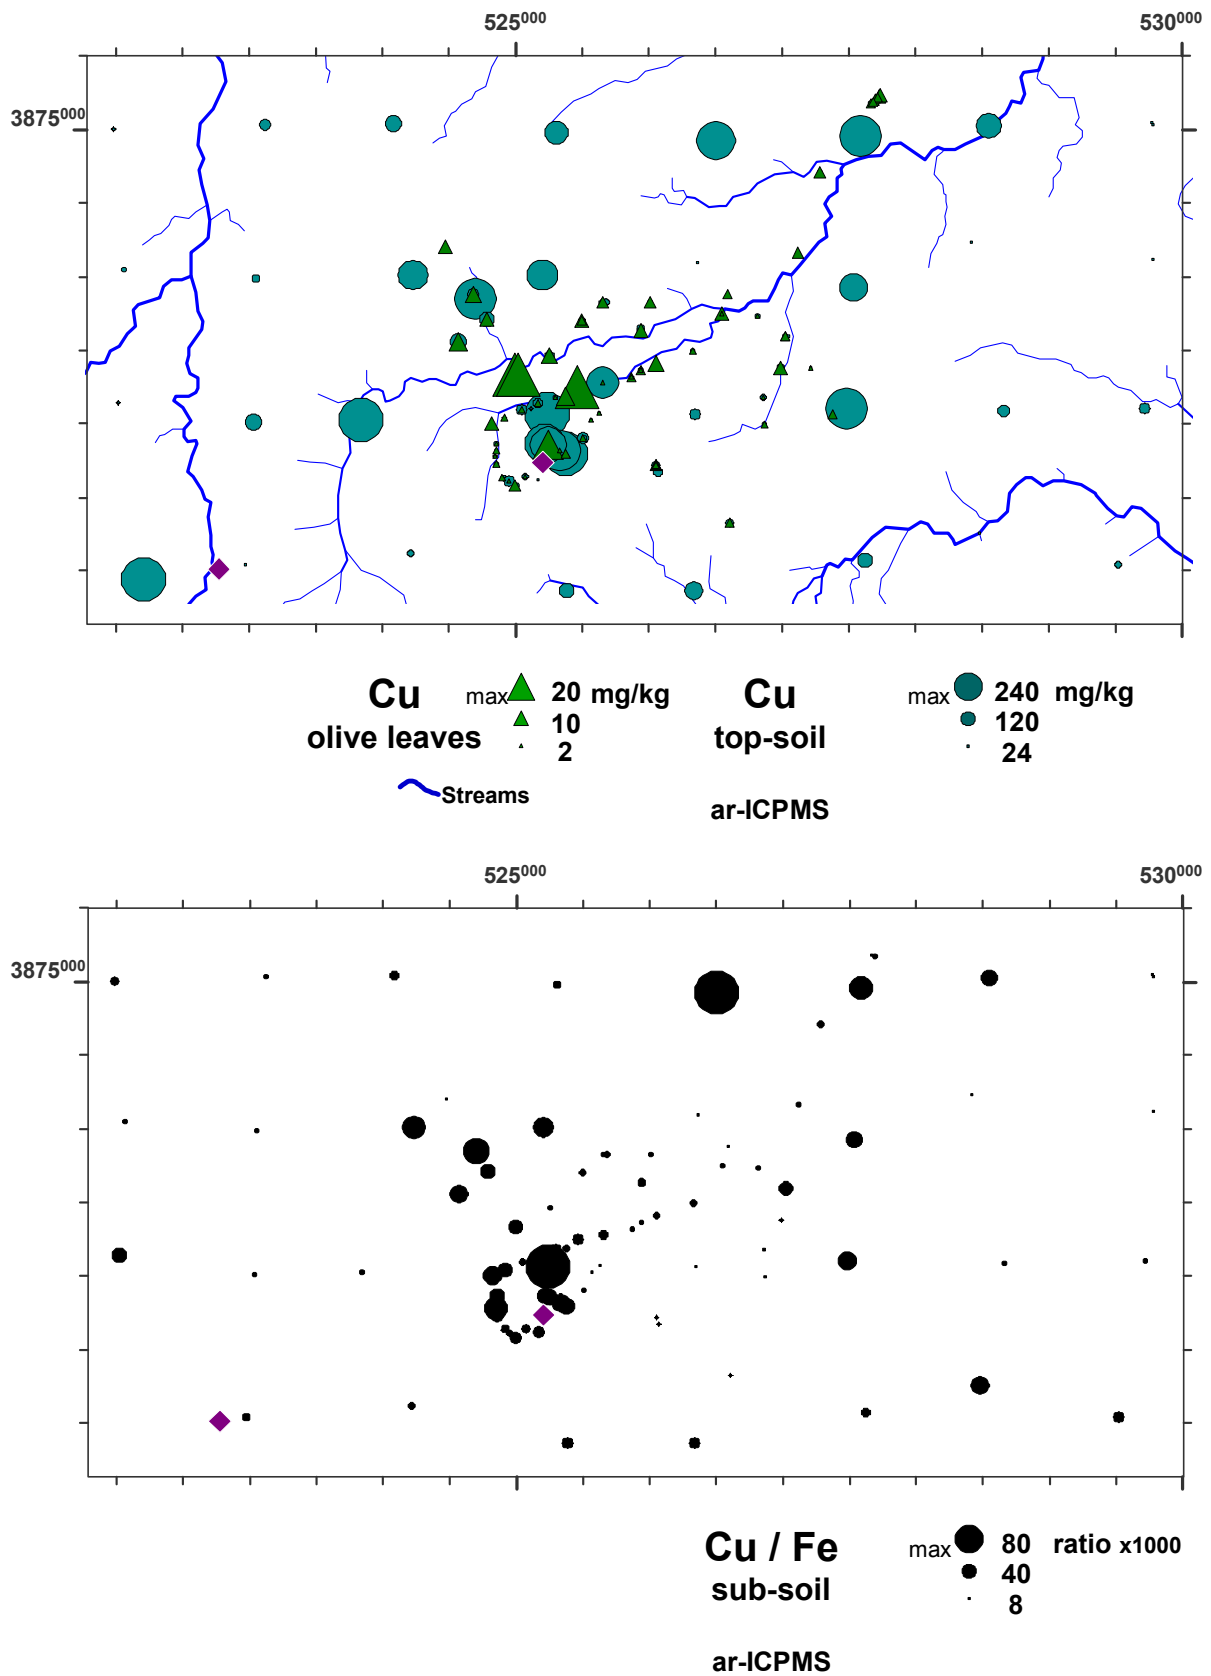 525000 530000
3875000
Cu max 20 mg/kg Cu max 240 mg/kg
10 120
olive leaves 2 top-soil 24
Streams
ar-ICPMS
525000 530000
3875000
Cu / Fe max 80 ratio x1000
40
sub-soil 8
ar-ICPMS